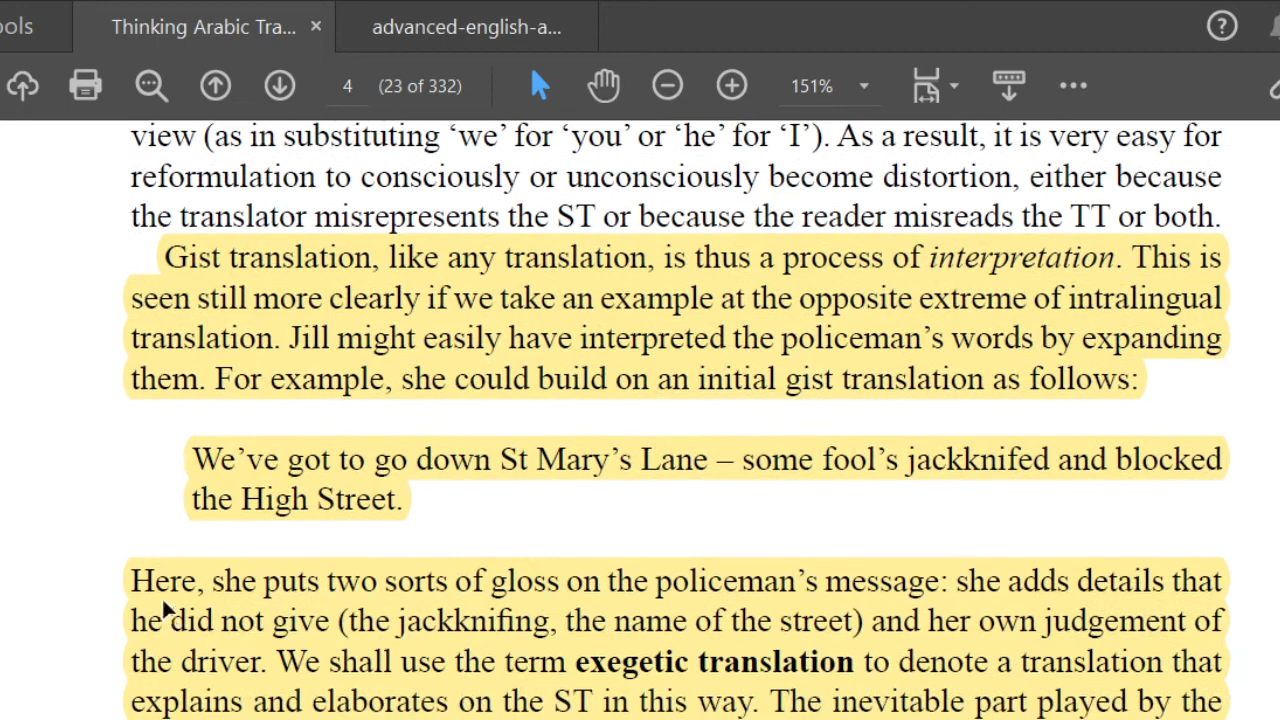 ools
Thinking Arabic Tra... ×
advanced-english-a...
?
4 (23 of 332)
151%
view (as in substituting ‘we’ for ‘you’ or ‘he’ for ‘I’). As a result, it is very easy for
reformulation to consciously or unconsciously become distortion, either because
the translator misrepresents the ST or because the reader misreads the TT or both.
Gist translation, like any translation, is thus a process of interpretation. This is
seen still more clearly if we take an example at the opposite extreme of intralingual
translation. Jill might easily have interpreted the policeman’s words by expanding
them. For example, she could build on an initial gist translation as follows:
We’ve got to go down St Mary’s Lane – some fool’s jackknifed and blocked
the High Street.
Here, she puts two sorts of gloss on the policeman’s message: she adds details that
he did not give (the jackknifing, the name of the street) and her own judgement of
the driver. We shall use the term exegetic translation to denote a translation that
explains and elaborates on the ST in this way. The inevitable part played by the